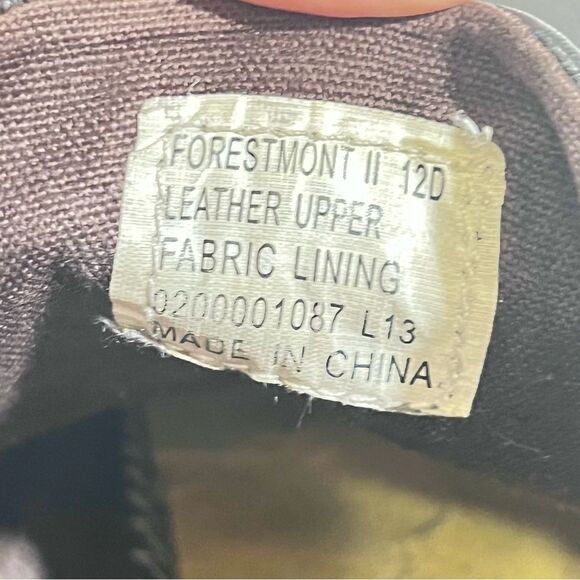 FORESTMONT II 12D
LEATHER UPPER
FABRIC LINING
0200001087 L13
MADE IN CHINA